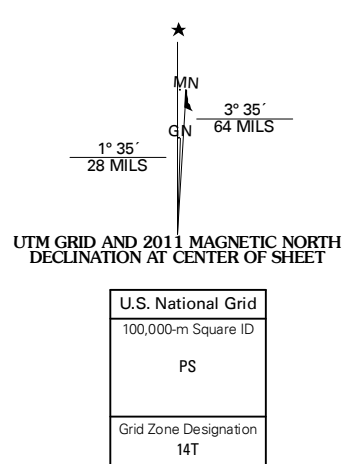 ★
MN
3° 35´
64 MILS
GN
1° 35´
28 MILS
UTM GRID AND 2011 MAGNETIC NORTH
DECLINATION AT CENTER OF SHEET
U.S. National Grid
100,000-m Square ID
PS
Grid Zone Designation
14T